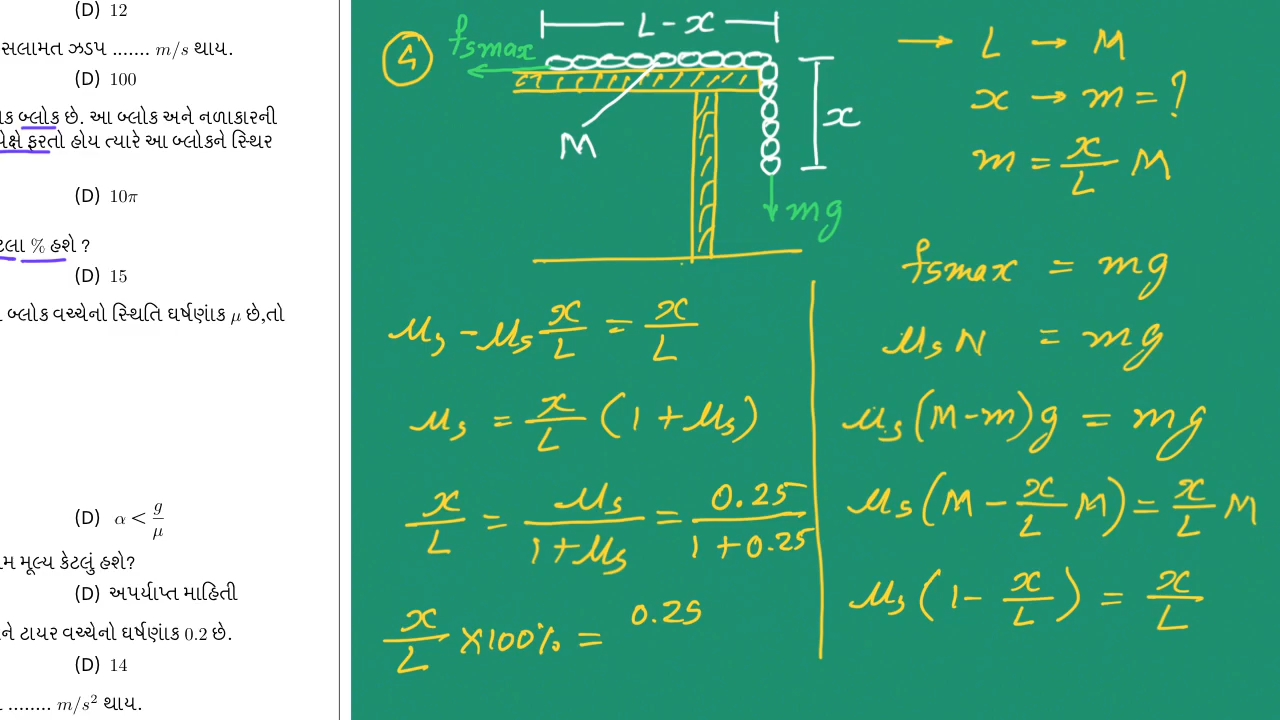 (D) 12
સલામત ઝડપ ....... m/s થાય.
(D) 100
બ્લોક છે. આ બ્લોક અને નળાકારની
ફરતો હોય ત્યારે આ બ્લોકને સ્થિર
(D) 10π
% હશે ?
(D) 15
બ્લોક વચ્ચેનો સ્થિતિ ઘર્ષણાંક μ છે,તો
(D) α < g/μ
મૂલ્ય કેટલું હશે?
(D) અપર્યાપ્ત માહિતી
ને ટાયર વચ્ચેનો ઘર્ષણાંક 0.2 છે.
(D) 14
........ m/s² થાય.
4
fsmax
L - x
M
x
mg
→ L → M
x → m = ?
m = x/L M
fsmax = mg
μs N = mg
μs (M - m) g = mg
μs (M - x/L M) = x/L M
μs (1 - x/L) = x/L
μs - μs x/L = x/L
μs = x/L (1 + μs)
x/L = μs/1+μs = 0.25/1+0.25
x/L × 100% = 0.25